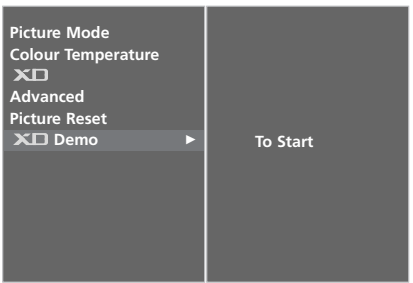 Picture Mode
Colour Temperature
XD
Advanced
Picture Reset
XD Demo ►
To Start